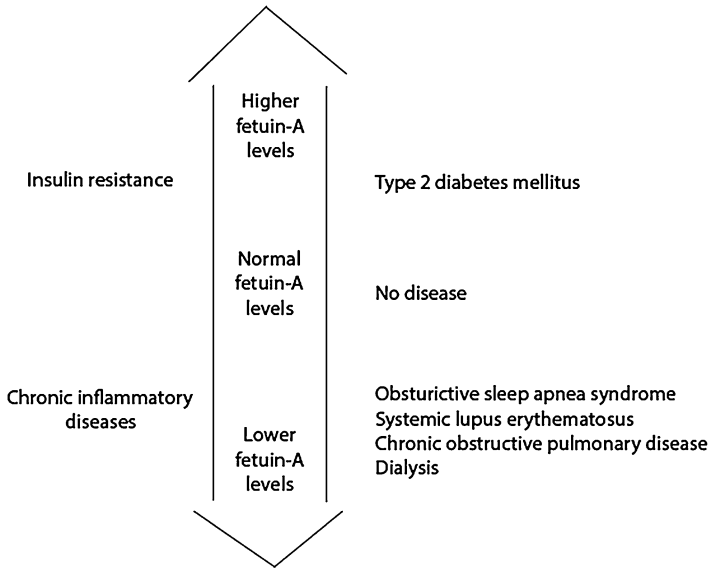 Higher
fetuin-A
levels
Insulin resistance
Type 2 diabetes mellitus
Normal
fetuin-A
levels
No disease
Chronic inflammatory
diseases
Obsturictive sleep apnea syndrome
Systemic lupus erythematosus
Chronic obstructive pulmonary disease
Dialysis
Lower
fetuin-A
levels